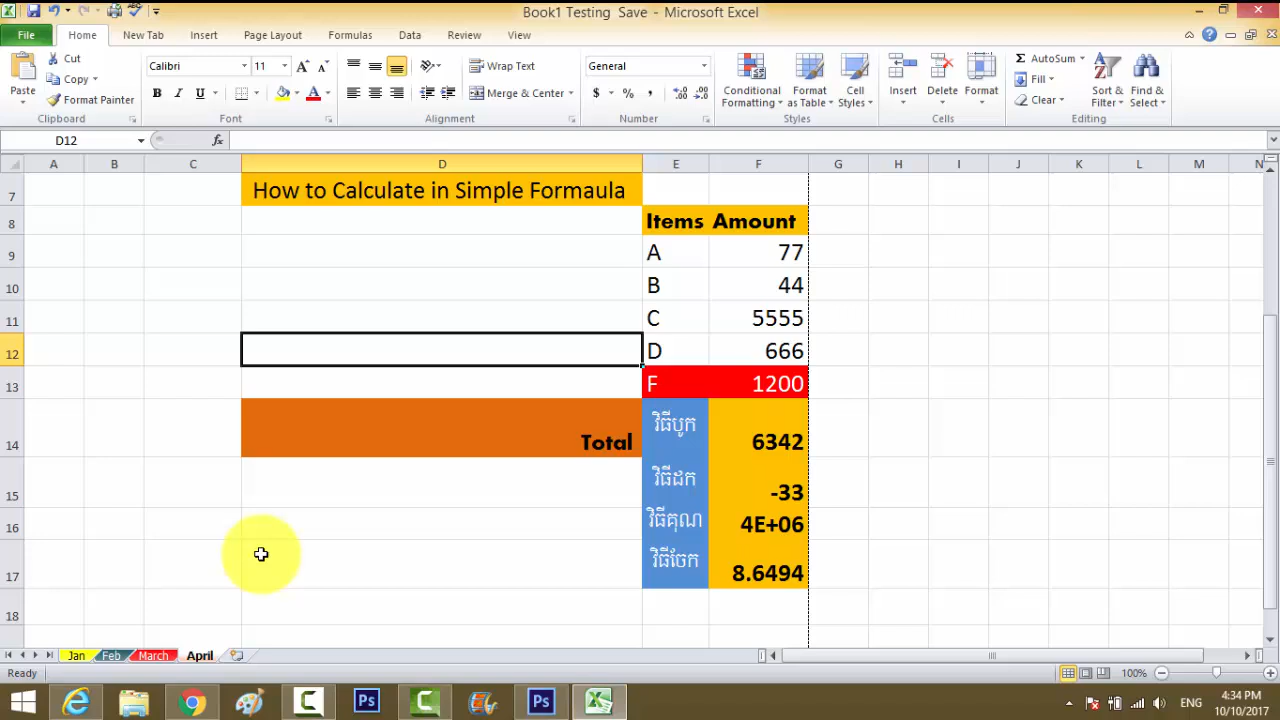 Book1 Testing Save - Microsoft Excel
File Home New Tab Insert Page Layout Formulas Data Review View
Cut
Copy
Format Painter
Paste
Clipboard
Calibri 11
B I U
Font
Wrap Text
Merge & Center
Alignment
General
$ % ,
Number
Conditional Formatting
Format as Table
Cell Styles
Styles
Insert Delete Format
Cells
AutoSum
Fill
Clear
Sort & Filter
Find & Select
Editing
D12 fx
A B C D E F G H I J K L M N
7 How to Calculate in Simple Formaula
8 Items Amount
9 A 77
10 B 44
11 C 5555
12 D 666
13 F 1200
14 Total វិធីបូក 6342
15 វិធីដក -33
16 វិធីគុណ 4E+06
17 វិធីចែក 8.6494
18
Jan Feb March April
Ready 100%
ENG 4:34 PM
10/10/2017